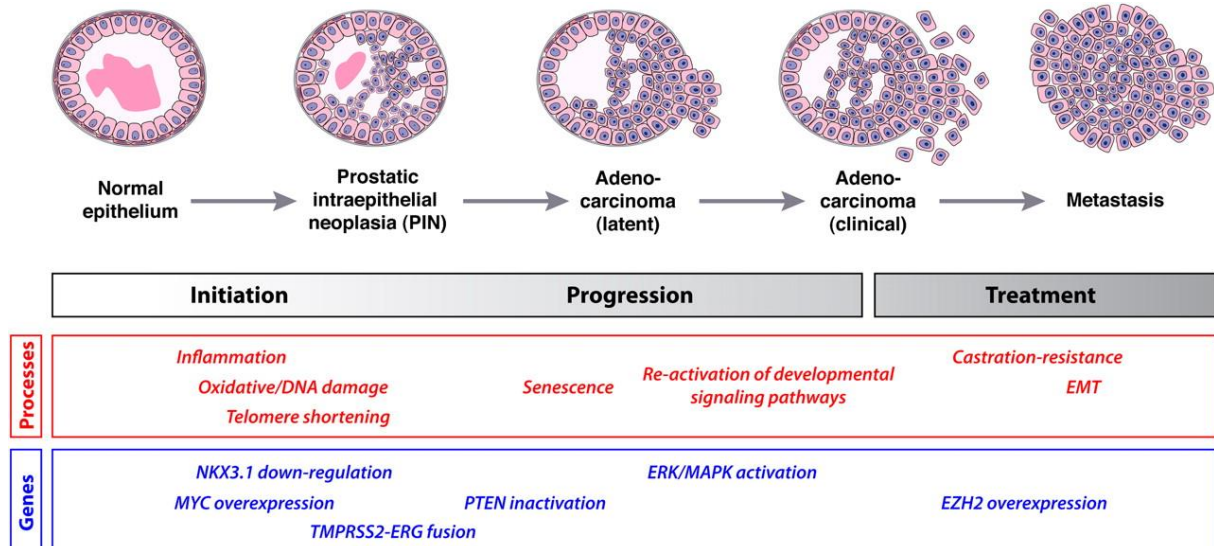 Normal
epithelium
Prostatic
intraepithelial
neoplasia (PIN)
Adeno-
carcinoma
(latent)
Adeno-
carcinoma
(clinical)
Metastasis
Initiation
Progression
Treatment
Processes
Inflammation
Oxidative/DNA damage
Telomere shortening
Senescence
Re-activation of developmental
signaling pathways
Castration-resistance
EMT
Genes
NKX3.1 down-regulation
MYC overexpression
TMPRSS2-ERG fusion
PTEN inactivation
ERK/MAPK activation
EZH2 overexpression